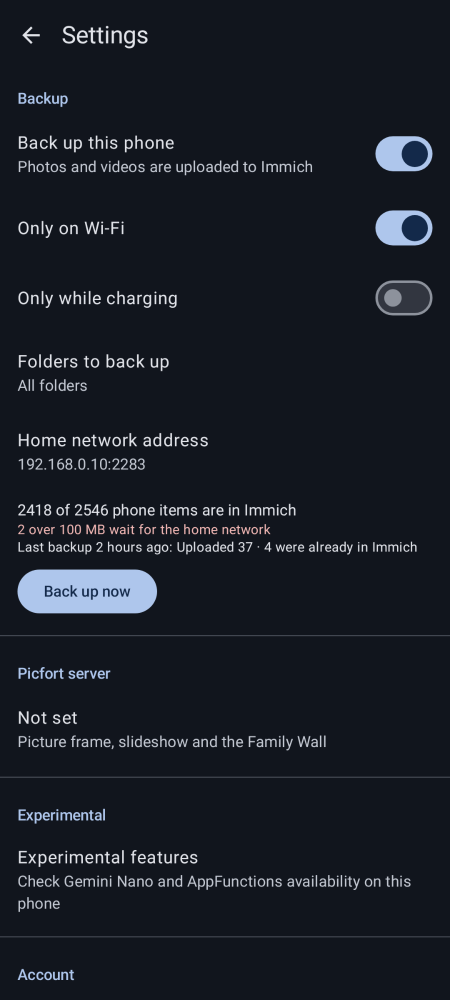 Settings
Backup
Back up this phone
Photos and videos are uploaded to Immich
Only on Wi-Fi
Only while charging
Folders to back up
All folders
Home network address
192.168.0.10:2283
2418 of 2546 phone items are in Immich
2 over 100 MB wait for the home network
Last backup 2 hours ago: Uploaded 37 · 4 were already in Immich
Back up now
Picfort server
Not set
Picture frame, slideshow and the Family Wall
Experimental
Experimental features
Check Gemini Nano and AppFunctions availability on this
phone
Account